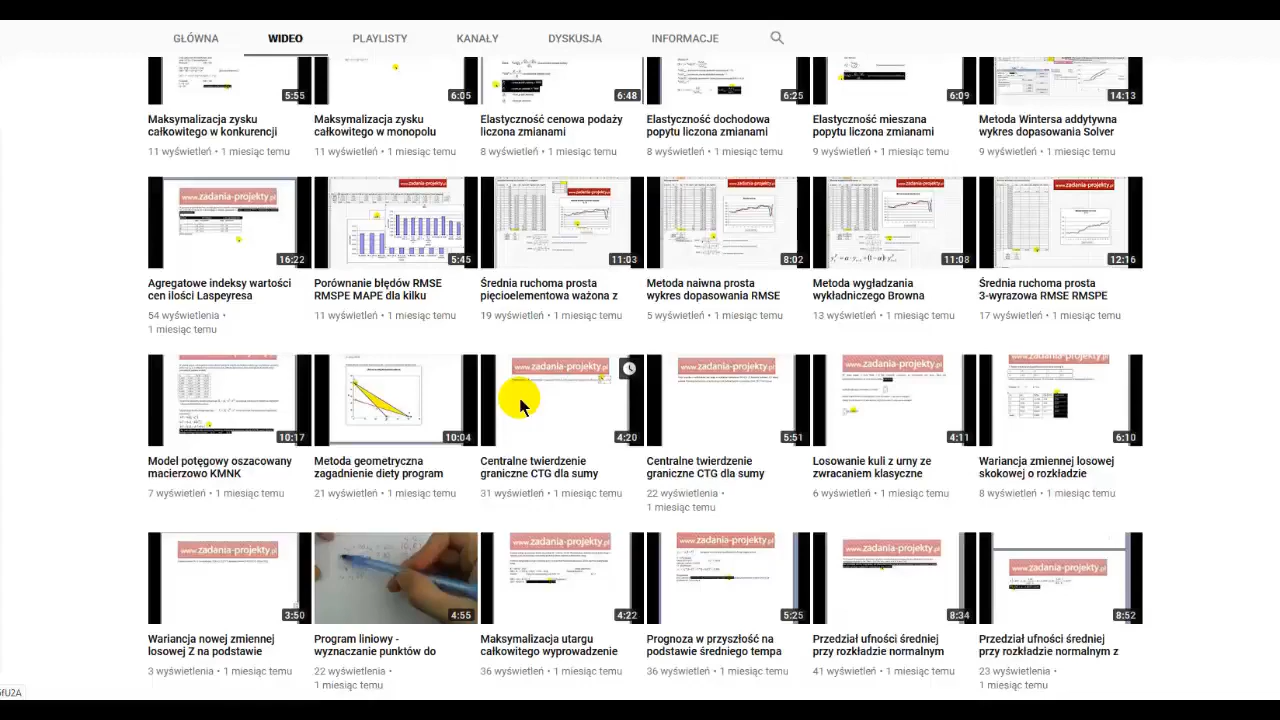 GŁÓWNA WIDEO PLAYLISTY KANAŁY DYSKUSJA INFORMACJE
5:55 6:05 6:48 6:25 6:09 14:13
Maksymalizacja zysku
całkowitego w konkurencji
11 wyświetleń • 1 miesiąc temu
Maksymalizacja zysku
całkowitego w monopolu
11 wyświetleń • 1 miesiąc temu
Elastyczność cenowa podaży
liczona zmianami
8 wyświetleń • 1 miesiąc temu
Elastyczność dochodowa
popytu liczona zmianami
8 wyświetleń • 1 miesiąc temu
Elastyczność mieszana
popytu liczona zmianami
9 wyświetleń • 1 miesiąc temu
Metoda Wintersa addytywna
wykres dopasowania Solver
9 wyświetleń • 1 miesiąc temu
www.zadania-projekty.pl
16:22 5:45 11:03 8:02 11:08 12:16
Agregatowe indeksy wartości
cen ilości Laspeyresa
54 wyświetlenia •
1 miesiąc temu
Porównanie błędów RMSE
RMSPE MAPE dla kilku
11 wyświetleń • 1 miesiąc temu
Średnia ruchoma prosta
pięcioelementowa ważona z
19 wyświetleń • 1 miesiąc temu
Metoda naiwna prosta
wykres dopasowania RMSE
5 wyświetleń • 1 miesiąc temu
Metoda wygładzania
wykładniczego Browna
13 wyświetleń • 1 miesiąc temu
Średnia ruchoma prosta
3-wyrazowa RMSE RMSPE
17 wyświetleń • 1 miesiąc temu
www.zadania-projekty.pl www.zadania-projekty.pl www.zadania-projekty.pl www.zadania-projekty.pl
10:17 10:04 4:20 5:51 4:11 6:10
Model potęgowy oszacowany
macierzowo KMNK
7 wyświetleń • 1 miesiąc temu
Metoda geometryczna
zagadnienie diety program
21 wyświetleń • 1 miesiąc temu
Centralne twierdzenie
graniczne CTG dla sumy
31 wyświetleń • 1 miesiąc temu
Centralne twierdzenie
graniczne CTG dla sumy
22 wyświetlenia •
1 miesiąc temu
Losowanie kuli z urny ze
zwracaniem klasyczne
6 wyświetleń • 1 miesiąc temu
Wariancja zmiennej losowej
skokowej o rozkładzie
8 wyświetleń • 1 miesiąc temu
www.zadania-projekty.pl www.zadania-projekty.pl www.zadania-projekty.pl www.zadania-projekty.pl www.zadania-projekty.pl
3:50 4:55 4:22 5:25 8:34 8:52
Wariancja nowej zmiennej
losowej Z na podstawie
3 wyświetlenia • 1 miesiąc temu
Program liniowy -
wyznaczanie punktów do
22 wyświetlenia •
1 miesiąc temu
Maksymalizacja utargu
całkowitego wyprowadzenie
36 wyświetleń • 1 miesiąc temu
Prognoza w przyszłość na
podstawie średniego tempa
36 wyświetleń • 1 miesiąc temu
Przedział ufności średniej
przy rozkładzie normalnym
41 wyświetleń • 1 miesiąc temu
Przedział ufności średniej
przy rozkładzie normalnym z
23 wyświetlenia •
1 miesiąc temu